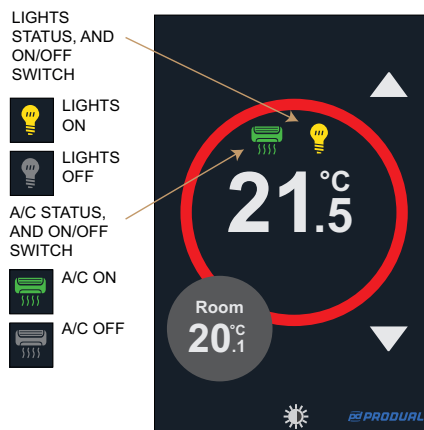 LIGHTS
STATUS, AND
ON/OFF
SWITCH
LIGHTS
ON
LIGHTS
OFF
A/C STATUS,
AND ON/OFF
SWITCH
A/C ON
A/C OFF
21.5 °C
Room
20.1 °C
PRODUAL